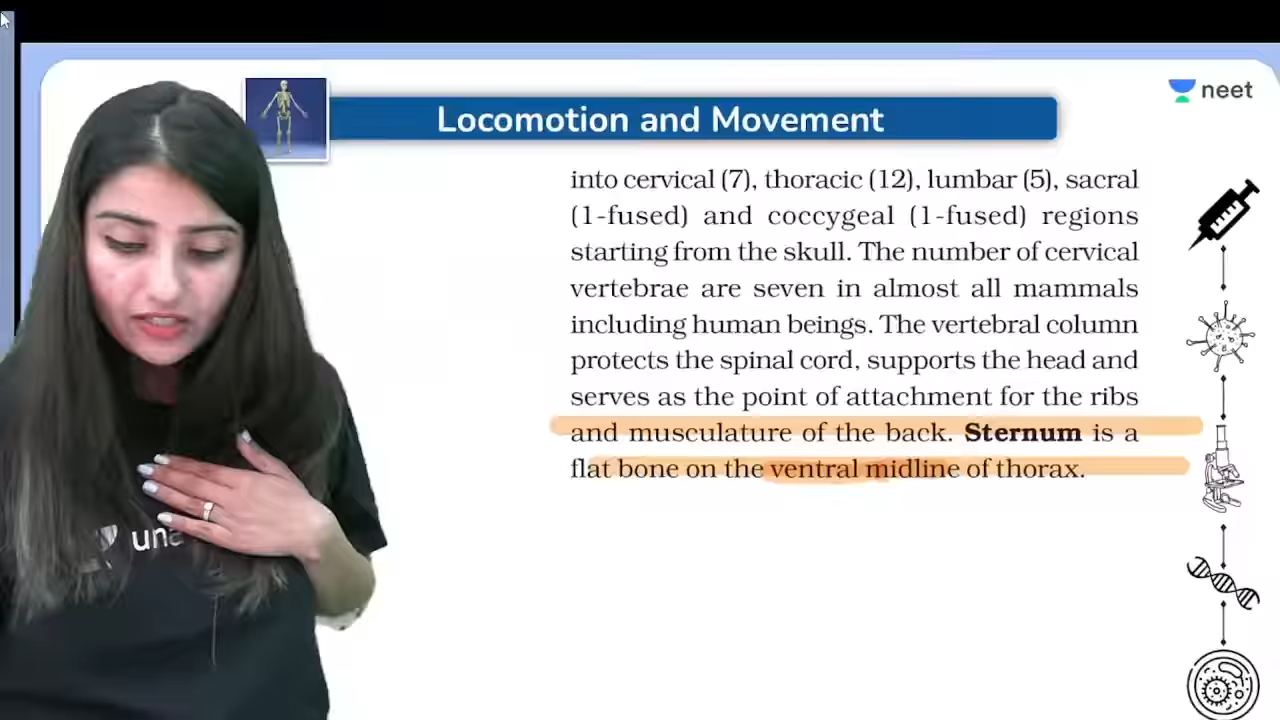 Locomotion and Movement
neet
into cervical (7), thoracic (12), lumbar (5), sacral
(1-fused) and coccygeal (1-fused) regions
starting from the skull. The number of cervical
vertebrae are seven in almost all mammals
including human beings. The vertebral column
protects the spinal cord, supports the head and
serves as the point of attachment for the ribs
and musculature of the back. Sternum is a
flat bone on the ventral midline of thorax.